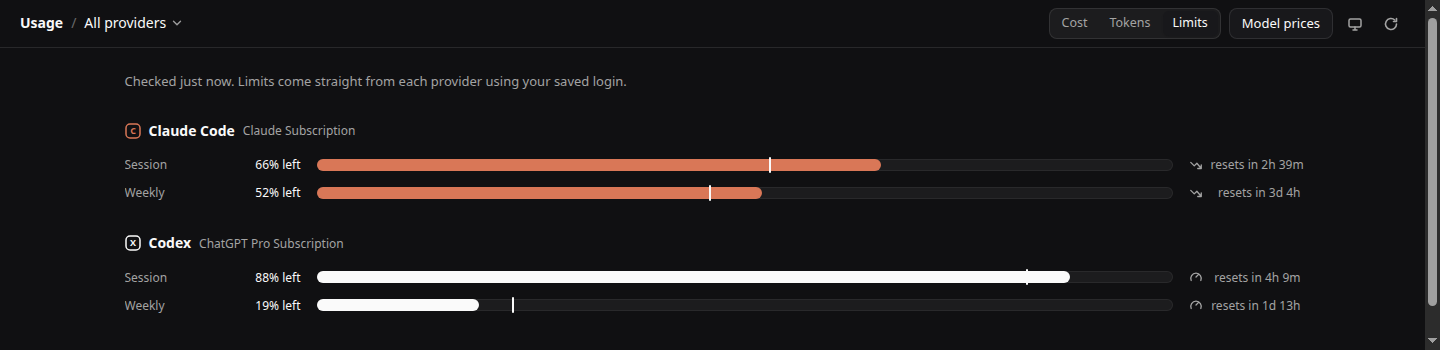 Usage / All providers
Cost Tokens Limits Model prices
Checked just now. Limits come straight from each provider using your saved login.
C Claude Code Claude Subscription
Session 66% left resets in 2h 39m
Weekly 52% left resets in 3d 4h
X Codex ChatGPT Pro Subscription
Session 88% left resets in 4h 9m
Weekly 19% left resets in 1d 13h